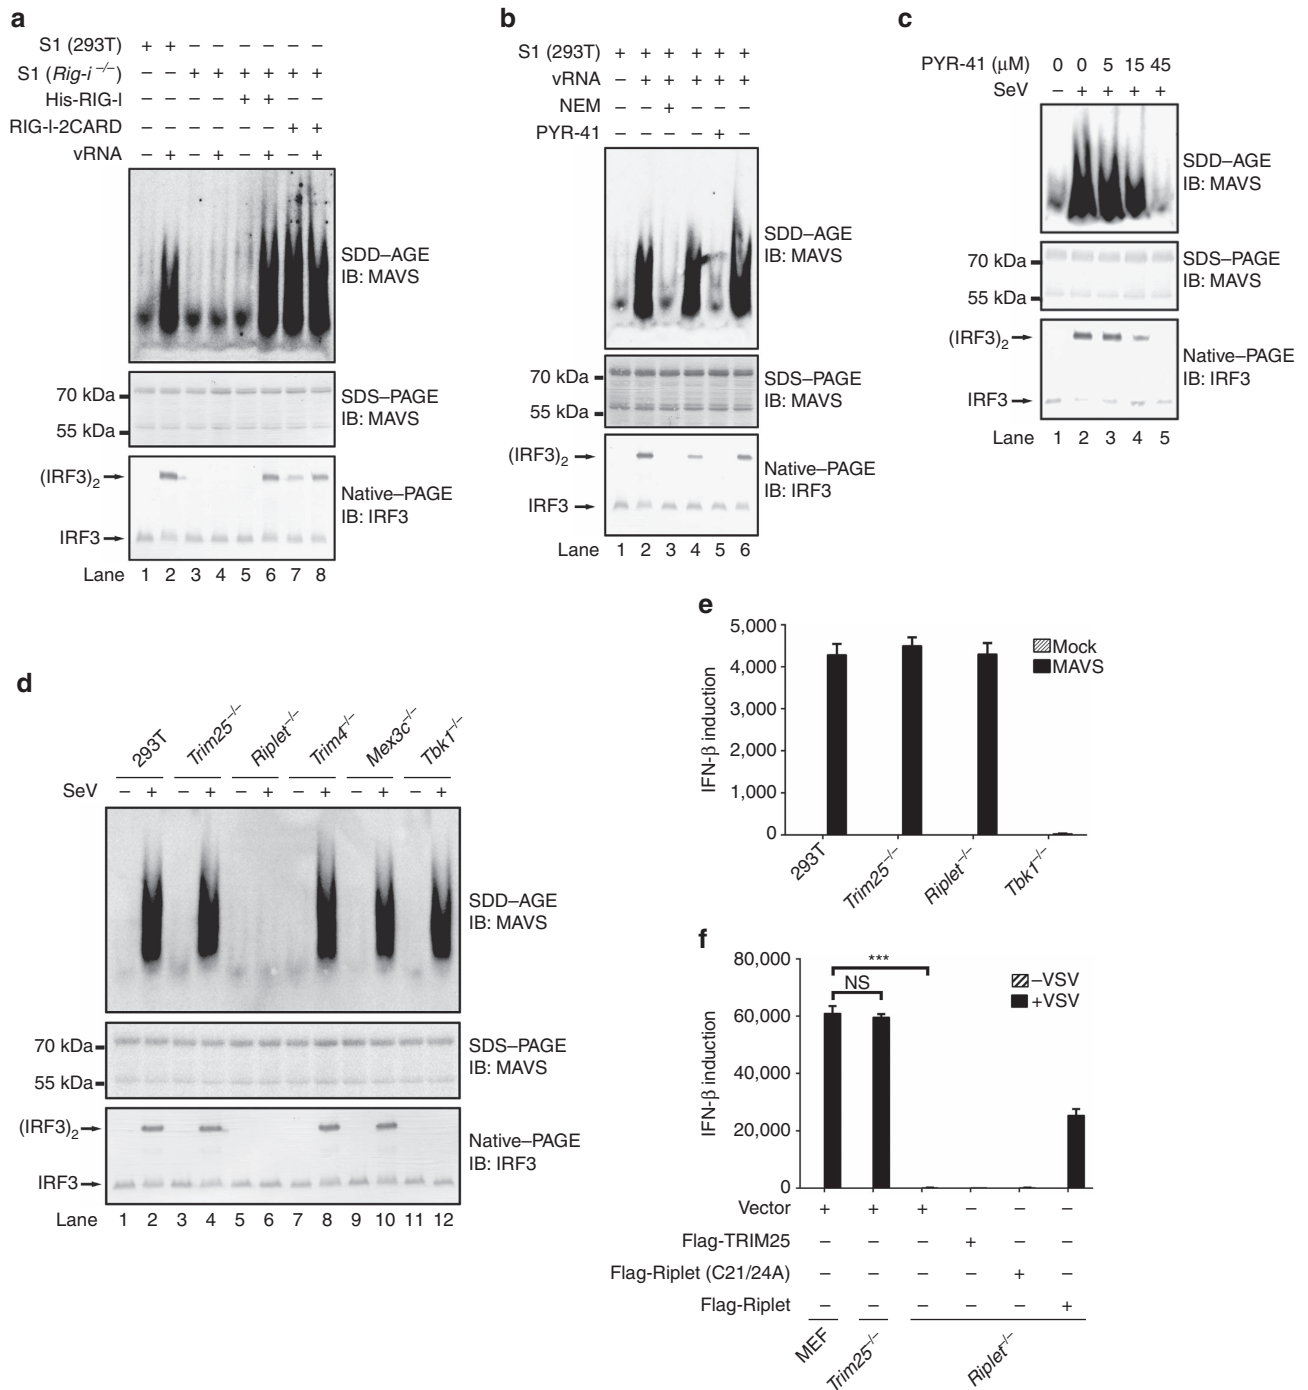 a
S1 (293T) + + – – – – – –
S1 (Rig-i –/–) – – + + + + + +
His-RIG-I – – – – + + – –
RIG-I-2CARD – – – – – – + +
vRNA – + – + – + – +
SDD–AGE
IB: MAVS
70 kDa
55 kDa
SDS–PAGE
IB: MAVS
(IRF3)2
IRF3
Native–PAGE
IB: IRF3
Lane 1 2 3 4 5 6 7 8
b
S1 (293T) + + + + + +
vRNA – + + + + +
NEM – – + – – –
PYR-41 – – – – + –
SDD–AGE
IB: MAVS
70 kDa
55 kDa
SDS–PAGE
IB: MAVS
(IRF3)2
IRF3
Native–PAGE
IB: IRF3
Lane 1 2 3 4 5 6
c
PYR-41 (μM) 0 0 5 15 45
SeV – + + + +
SDD–AGE
IB: MAVS
70 kDa
55 kDa
SDS–PAGE
IB: MAVS
(IRF3)2
IRF3
Native–PAGE
IB: IRF3
Lane 1 2 3 4 5
d
293T Trim25–/– Riplet–/– Trim4–/– Mex3c–/– Tbk1–/–
SeV – + – + – + – + – + – +
SDD–AGE
IB: MAVS
70 kDa
55 kDa
SDS–PAGE
IB: MAVS
(IRF3)2
IRF3
Native–PAGE
IB: IRF3
Lane 1 2 3 4 5 6 7 8 9 10 11 12
e
IFN-β induction
5,000
4,000
3,000
2,000
1,000
0
Mock
MAVS
293T Trim25–/– Riplet–/– Tbk1–/–
f
IFN-β induction
80,000
60,000
40,000
20,000
0
***
NS
–VSV
+VSV
Vector + + + – – –
Flag-TRIM25 – – – + – –
Flag-Riplet (C21/24A) – – – – + –
Flag-Riplet – – – – – +
MEF Trim25–/– Riplet–/–